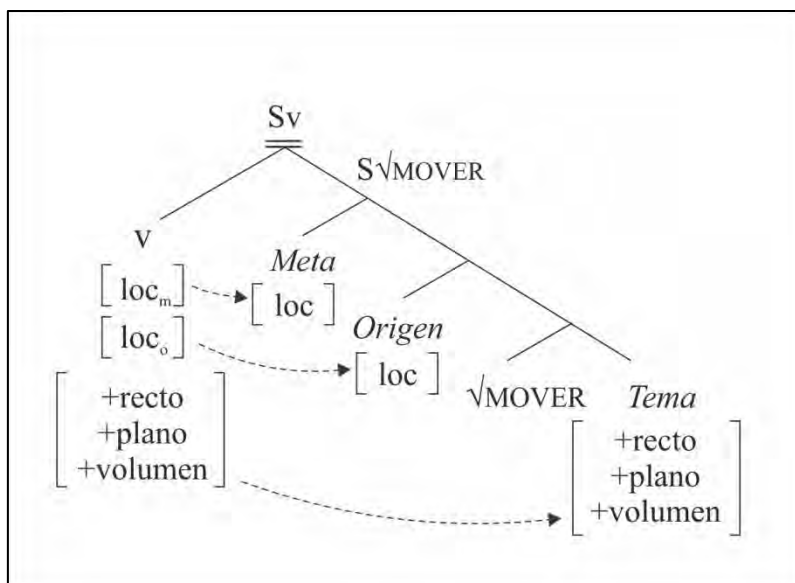 Sv
S√MOVER
v
Meta
[ loc_m ]
[ loc ]
Origen
[ loc_o ]
[ loc ]
√MOVER
Tema
+recto
+plano
+volumen
+recto
+plano
+volumen